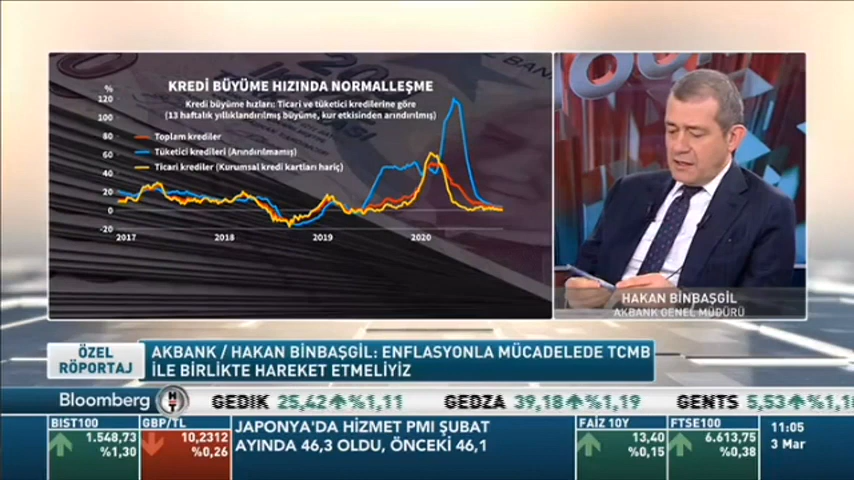 KREDİ BÜYÜME HIZINDA NORMALLEŞME
Kredi büyüme hızları: Ticari ve tüketici kredilerine göre
(13 haftalık yıllıklandırılmış büyüme, kur etkisinden arındırılmış)
%
120
100
80
60
40
20
0
-20
Toplam krediler
Tüketici kredileri (Arındırılmamış)
Ticari krediler (Kurumsal kredi kartları hariç)
2017
2018
2019
2020
HAKAN BİNBAŞGİL
AKBANK GENEL MÜDÜRÜ
ÖZEL
RÖPORTAJ
AKBANK / HAKAN BİNBAŞGİL: ENFLASYONLA MÜCADELEDE TCMB
İLE BİRLİKTE HAREKET ETMELİYİZ
Bloomberg HT
GEDIK 25,42 %1,11 GEDZA 39,18 %1,19 GENTS 5,53 %1,1
BIST100
1.548,73
%1,30
GBP/TL
10,2312
%0,26
JAPONYA'DA HİZMET PMI ŞUBAT
AYINDA 46,3 OLDU, ÖNCEKİ 46,1
FAİZ 10Y
13,40
%0,15
FTSE100
6.613,75
%0,38
11:05
3 Mar